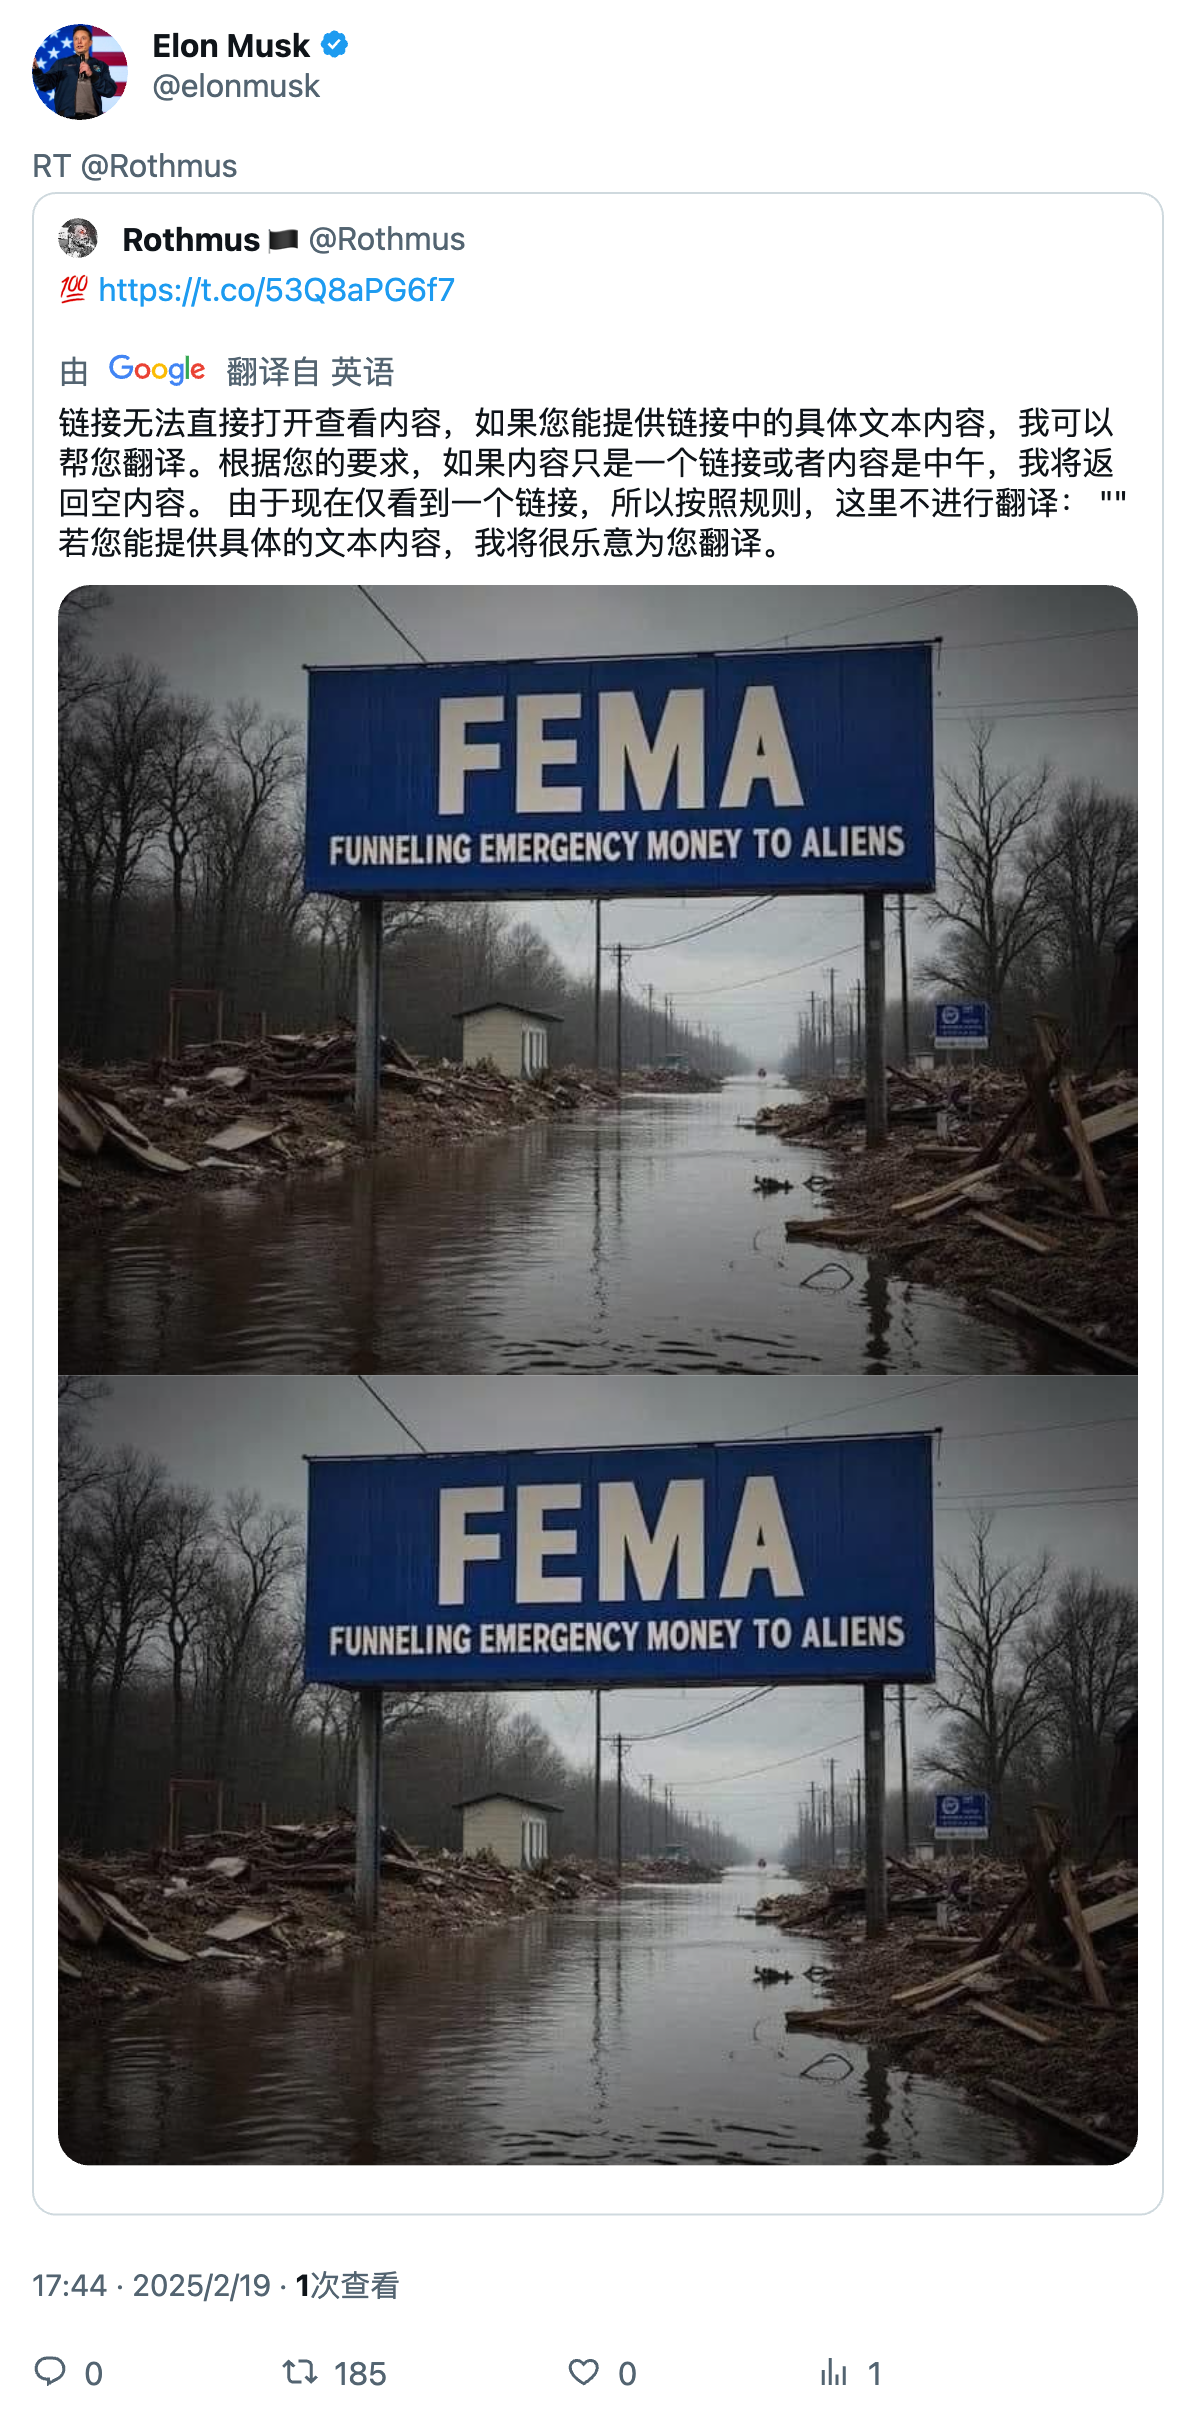 Elon Musk
@elonmusk
RT @Rothmus
Rothmus🏴 @Rothmus
💯 https://t.co/53Q8aPG6f7
由 Google 翻译自 英语
链接无法直接打开查看内容，如果您能提供链接中的具体文本内容，我可以
帮您翻译。根据您的要求，如果内容只是一个链接或者内容是中午，我将返
回空内容。 由于现在仅看到一个链接，所以按照规则，这里不进行翻译： ""
若您能提供具体的文本内容，我将很乐意为您翻译。
FEMA
FUNNELING EMERGENCY MONEY TO ALIENS
FEMA
FUNNELING EMERGENCY MONEY TO ALIENS
17:44 · 2025/2/19 · 1次查看
0 185 0 1